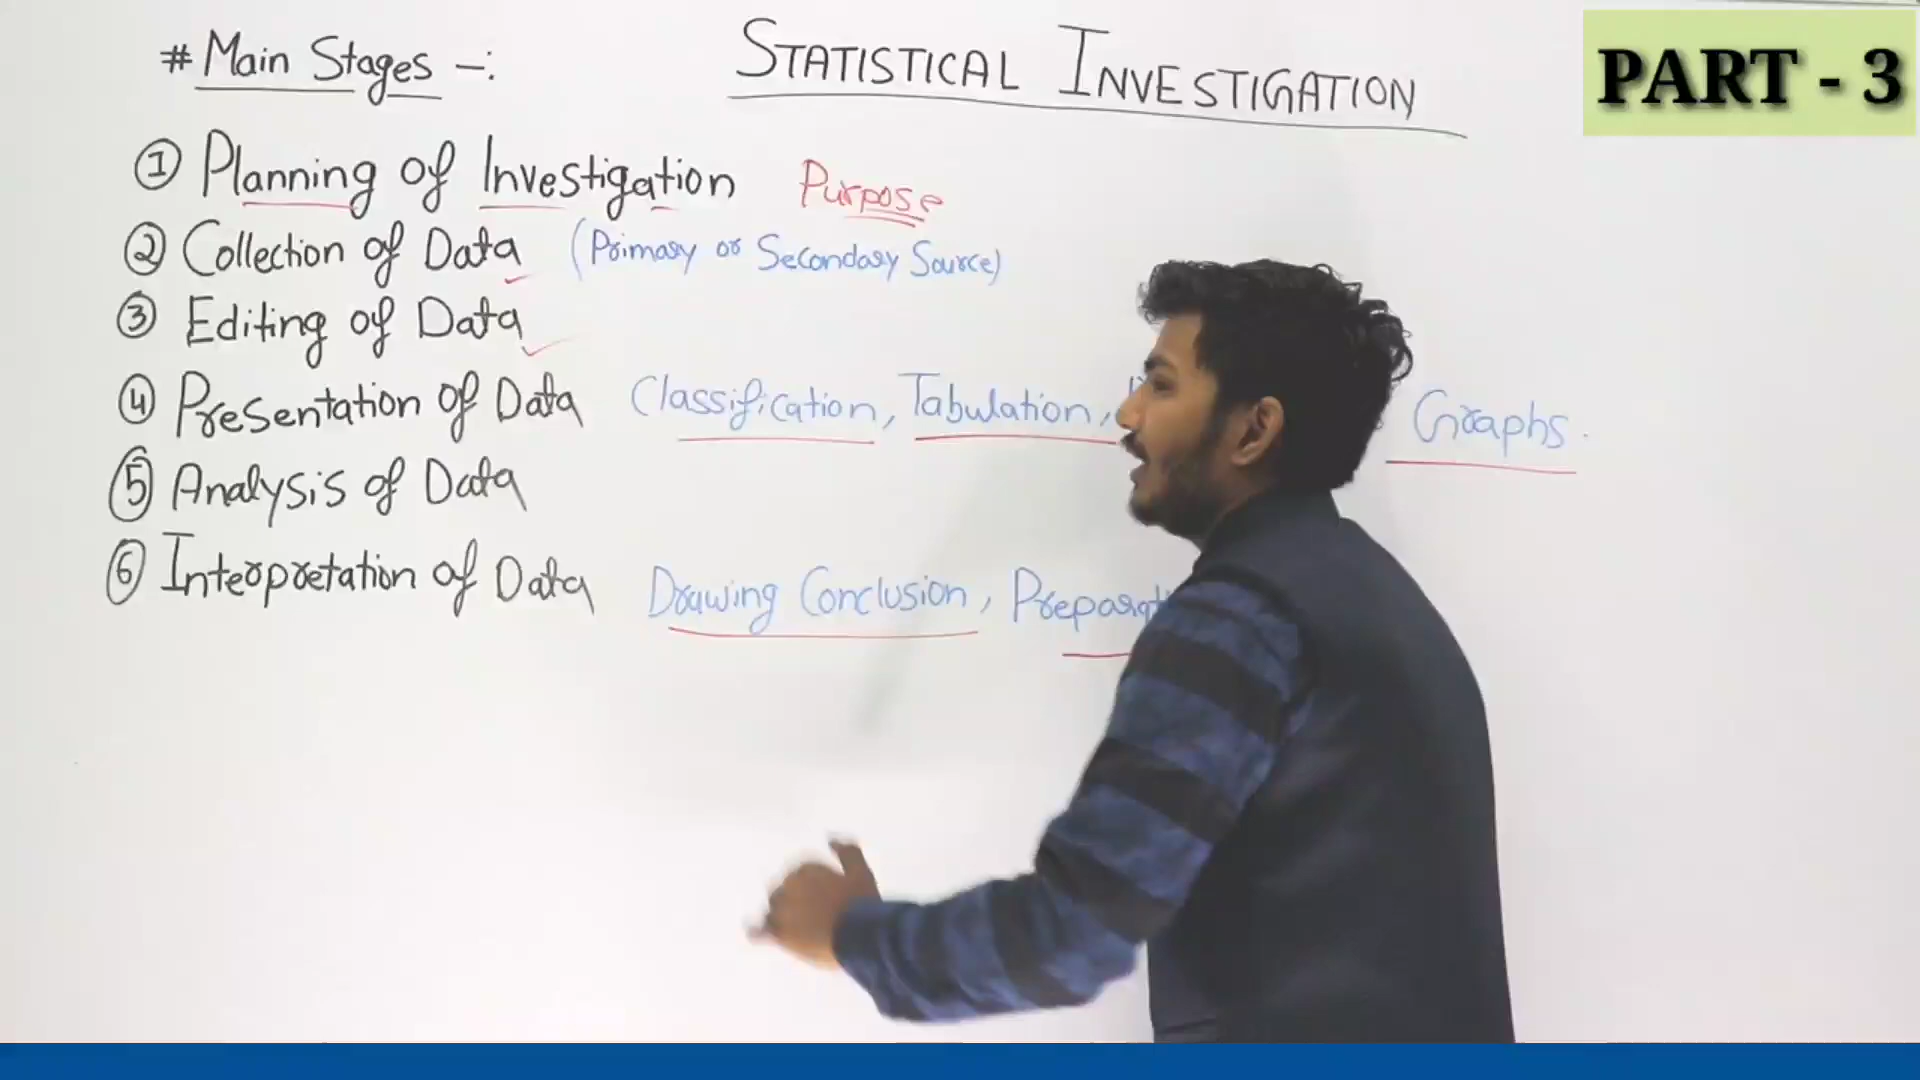 # Main Stages -:
STATISTICAL INVESTIGATION
PART - 3
① Planning of Investigation Purpose
② Collection of Data (Primary or Secondary Source)
③ Editing of Data
④ Presentation of Data Classification, Tabulation, Graphs.
⑤ Analysis of Data
⑥ Interpretation of Data Drawing Conclusion,